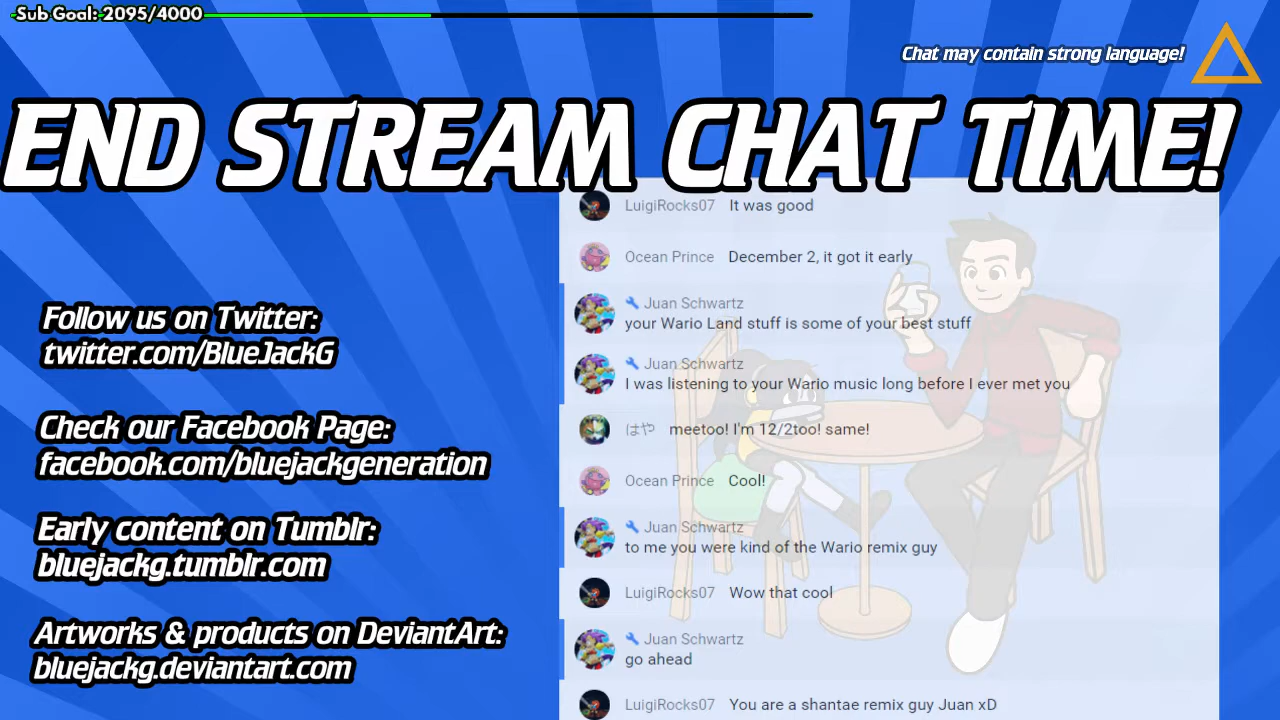 Sub Goal: 2095/4000
Chat may contain strong language!
END STREAM CHAT TIME!
Follow us on Twitter:
twitter.com/BlueJackG
Check our Facebook Page:
facebook.com/bluejackgeneration
Early content on Tumblr:
bluejackg.tumblr.com
Artworks & products on DeviantArt:
bluejackg.deviantart.com
LuigiRocks07 It was good
Ocean Prince December 2, it got it early
Juan Schwartz
your Wario Land stuff is some of your best stuff
Juan Schwartz
I was listening to your Wario music long before I ever met you
はや meetoo! I'm 12/2too! same!
Ocean Prince Cool!
Juan Schwartz
to me you were kind of the Wario remix guy
LuigiRocks07 Wow that cool
Juan Schwartz
go ahead
LuigiRocks07 You are a shantae remix guy Juan xD